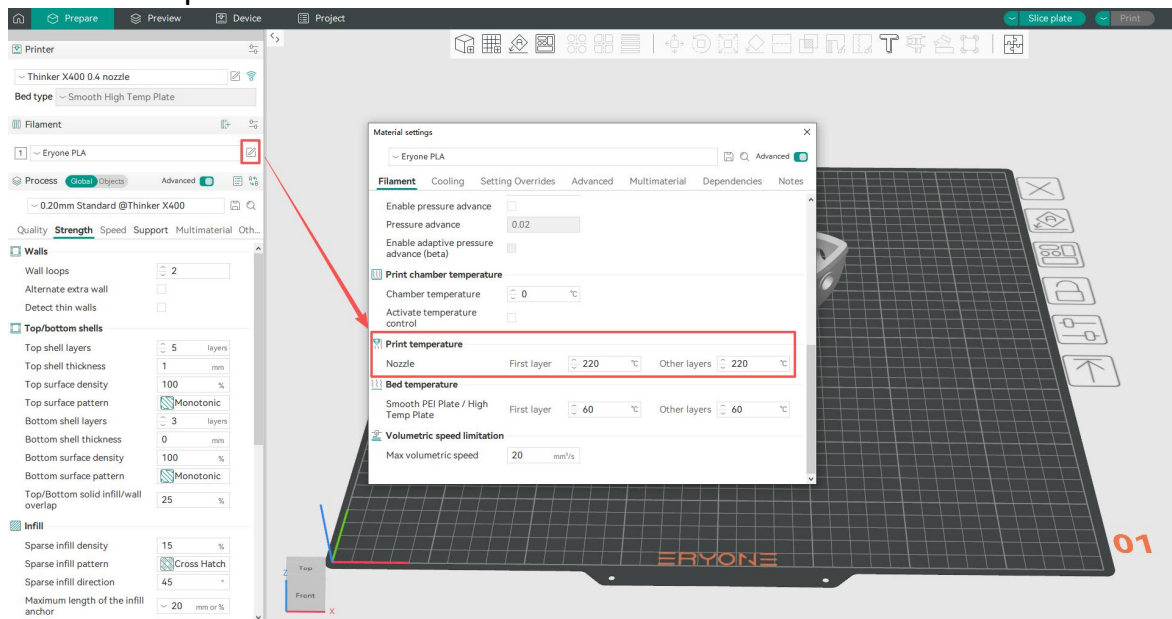 Prepare
Preview
Device
Project
Slice plate
Print
Printer
Thinker X400 0.4 nozzle
Bed type
Smooth High Temp Plate
Filament
1
Eryone PLA
Process
Global
Objects
Advanced
0.20mm Standard @Thinker X400
Quality Strength Speed Support Multimaterial Oth...
Walls
Wall loops 2
Alternate extra wall
Detect thin walls
Top/bottom shells
Top shell layers 5 layers
Top shell thickness 1 mm
Top surface density 100 %
Top surface pattern Monotonic
Bottom shell layers 3 layers
Bottom shell thickness 0 mm
Bottom surface density 100 %
Bottom surface pattern Monotonic
Top/Bottom solid infill/wall
overlap 25 %
Infill
Sparse infill density 15 %
Sparse infill pattern Cross Hatch
Sparse infill direction 45 °
Maximum length of the infill
anchor 20 mm or %
Material settings
Eryone PLA
Advanced
Filament Cooling Setting Overrides Advanced Multimaterial Dependencies Notes
Enable pressure advance
Pressure advance 0.02
Enable adaptive pressure
advance (beta)
Print chamber temperature
Chamber temperature 0 °C
Activate temperature
control
Print temperature
Nozzle First layer 220 °C Other layers 220 °C
Bed temperature
Smooth PEI Plate / High
Temp Plate First layer 60 °C Other layers 60 °C
Volumetric speed limitation
Max volumetric speed 20 mm³/s
ERYONE
01
Top
Front
Z
X